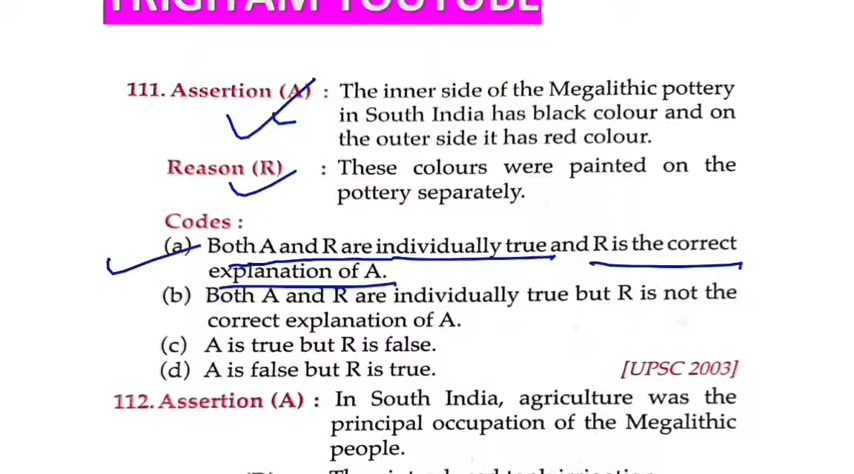 TRIGITAM YOUTUBE
111. Assertion (A) : The inner side of the Megalithic pottery
in South India has black colour and on
the outer side it has red colour.
Reason (R) : These colours were painted on the
pottery separately.
Codes :
(a) Both A and R are individually true and R is the correct
explanation of A.
(b) Both A and R are individually true but R is not the
correct explanation of A.
(c) A is true but R is false.
(d) A is false but R is true. [UPSC 2003]
112. Assertion (A) : In South India, agriculture was the
principal occupation of the Megalithic
people.